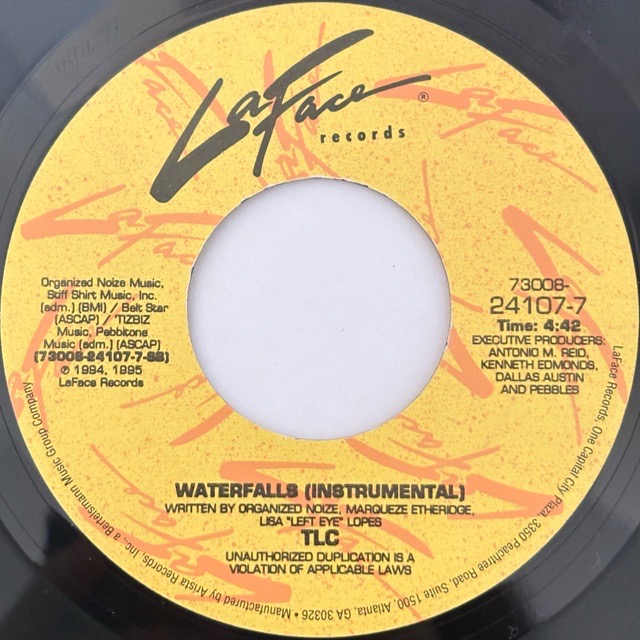 LaFace ®
records
Organized Noize Music,
Stiff Shirt Music, Inc.
(adm.) (BMI) / Belt Star
(ASCAP) / 'TIZBIZ
Music, Pebbitone
Music (adm.) (ASCAP)
(73008-24107-7-SB)
℗ 1994, 1995
LaFace Records
73008-
24107-7
Time: 4:42
EXECUTIVE PRODUCERS:
ANTONIO M. REID,
KENNETH EDMONDS,
DALLAS AUSTIN
AND PEBBLES
WATERFALLS (INSTRUMENTAL)
WRITTEN BY ORGANIZED NOIZE, MARQUEZE ETHERIDGE,
LISA "LEFT EYE" LOPES
TLC
UNAUTHORIZED DUPLICATION IS A
VIOLATION OF APPLICABLE LAWS
LaFace Records, One Capital City Plaza, 3350 Peachtree Road, Suite 1500, Atlanta, GA 30326 • Manufactured by Arista Records, Inc., a Bertelsmann Music Group Company